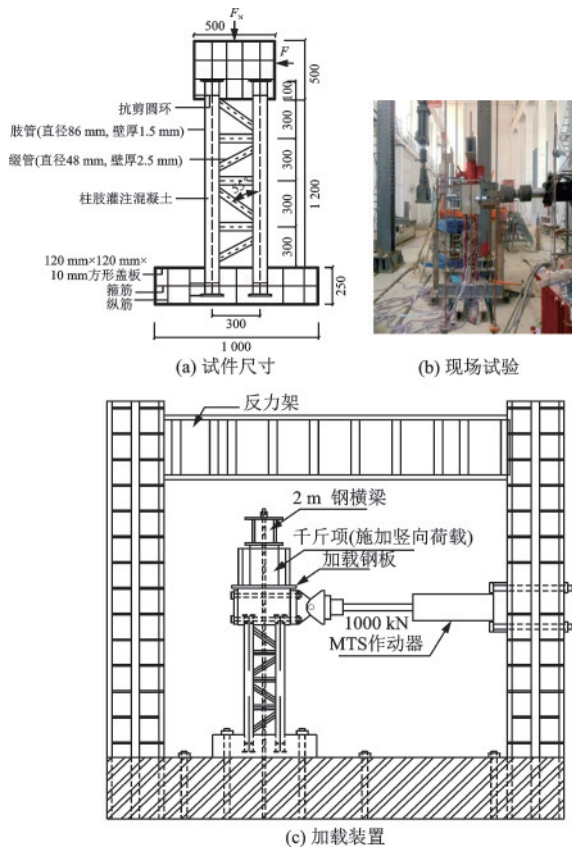 500
F_N
F
500
100
抗剪圆环
肢管(直径86 mm, 壁厚1.5 mm)
300
缀管(直径48 mm, 壁厚2.5 mm)
300
1 200
柱肢灌注混凝土
300
300
120 mm×120 mm×
10 mm方形盖板
箍筋
纵筋
250
300
1 000
(a) 试件尺寸
(b) 现场试验
反力架
2 m 钢横梁
千斤项(施加竖向荷载)
加载钢板
1000 kN
MTS作动器
(c) 加载装置